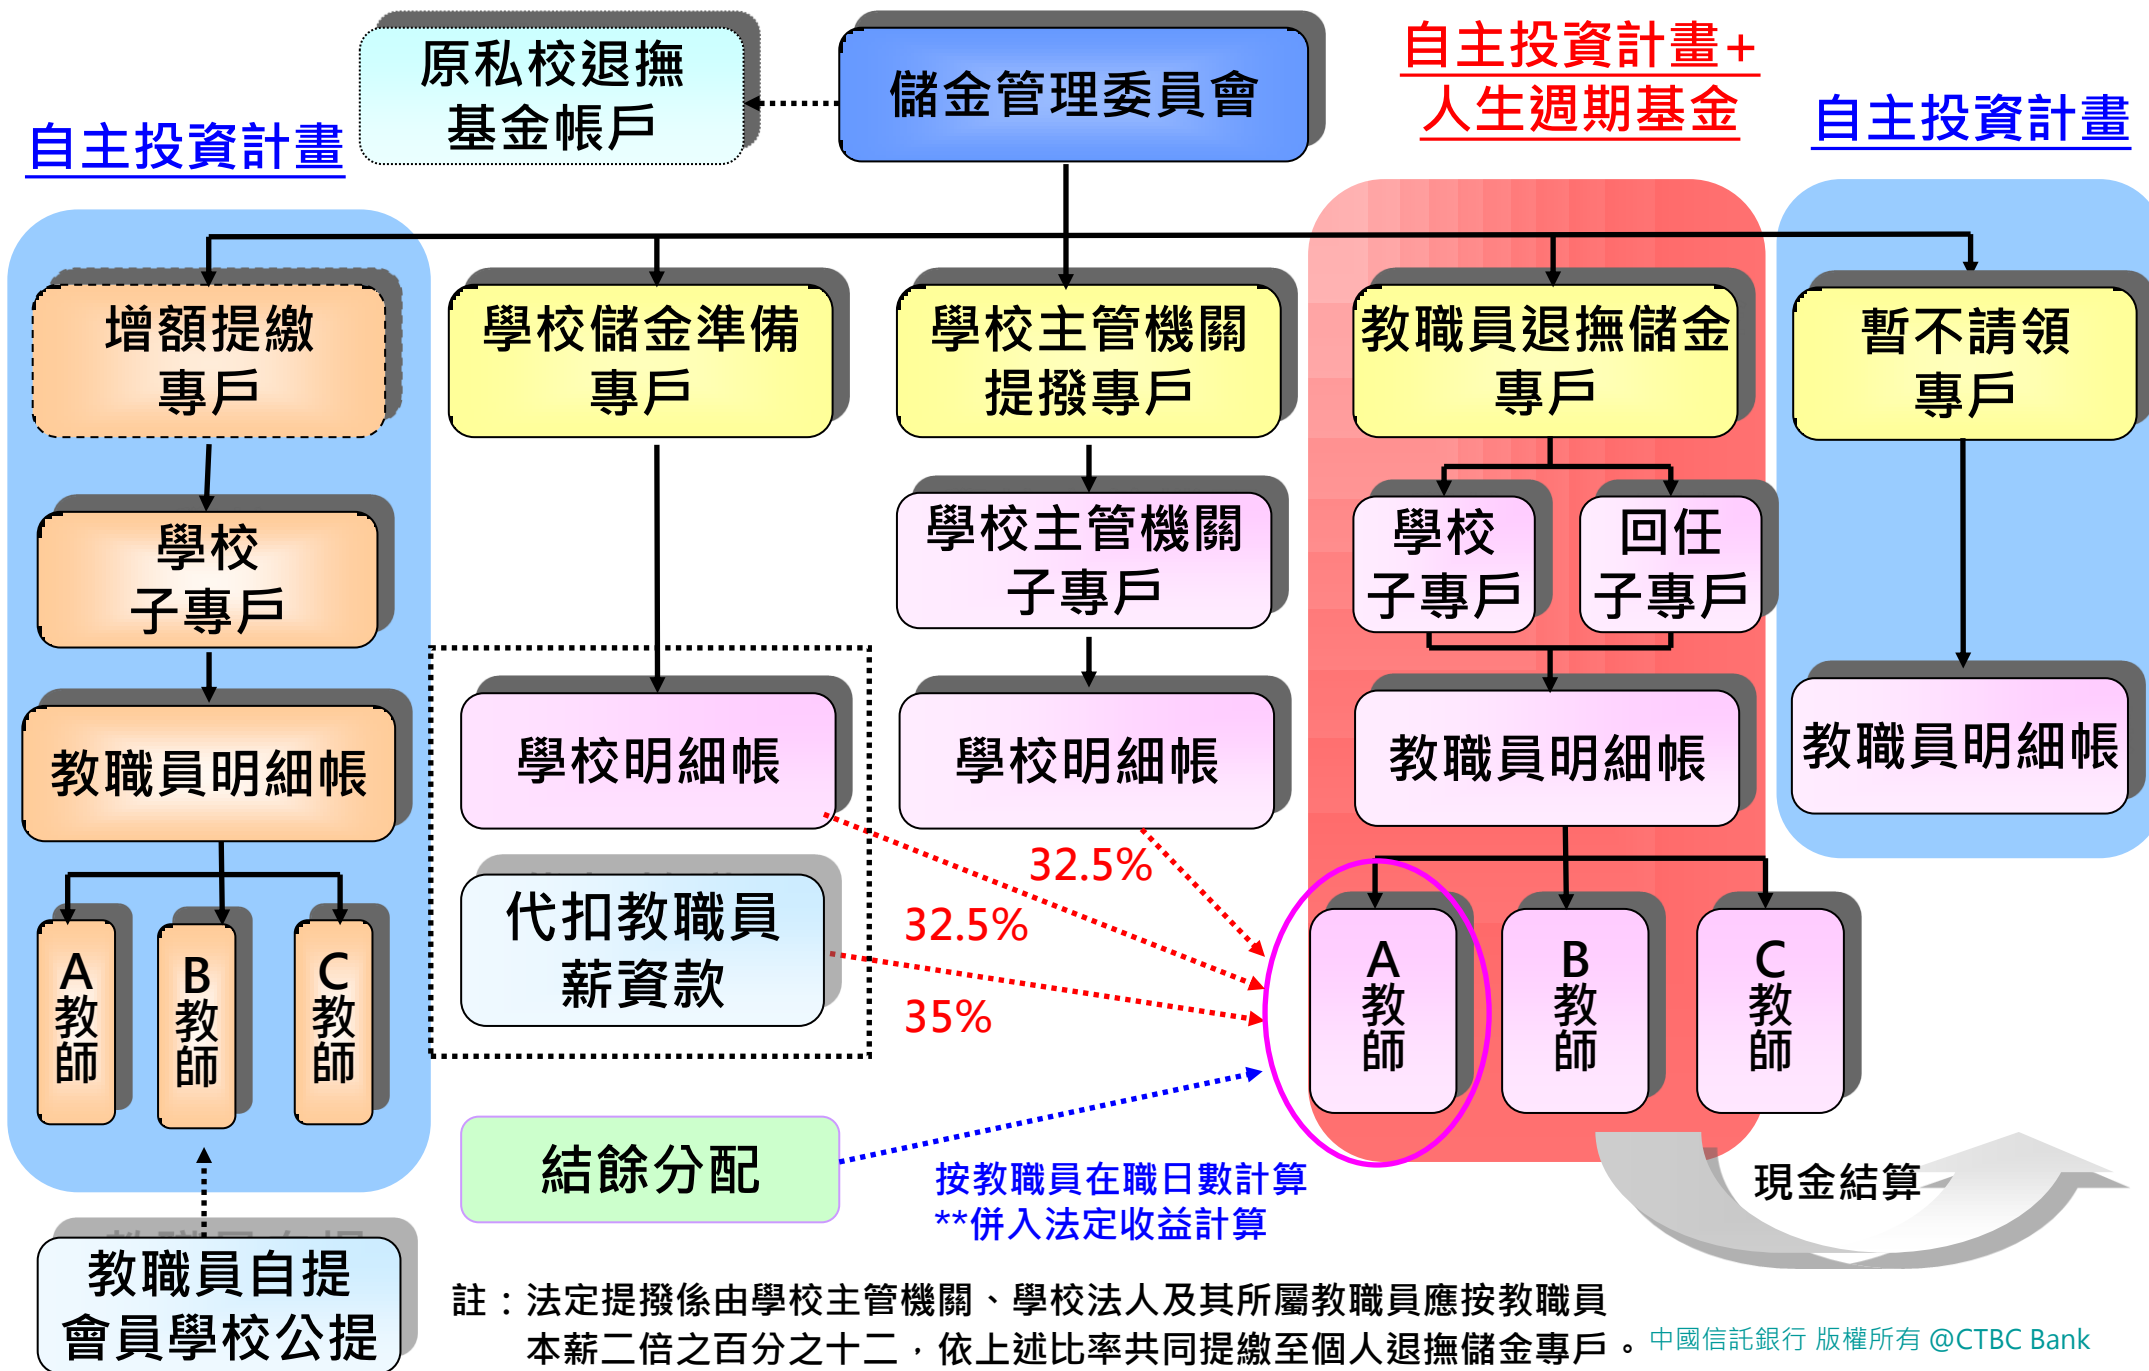 原私校退撫
基金帳戶
儲金管理委員會
自主投資計畫+
人生週期基金
自主投資計畫
自主投資計畫
增額提繳
專戶
學校儲金準備
專戶
學校主管機關
提撥專戶
教職員退撫儲金
專戶
暫不請領
專戶
學校
子專戶
學校主管機關
子專戶
學校
子專戶
回任
子專戶
教職員明細帳
學校明細帳
學校明細帳
教職員明細帳
教職員明細帳
代扣教職員
薪資款
32.5%
32.5%
35%
A教師
B教師
C教師
A教師
B教師
C教師
結餘分配
按教職員在職日數計算
**併入法定收益計算
現金結算
教職員自提
會員學校公提
註：法定提撥係由學校主管機關、學校法人及其所屬教職員應按教職員
本薪二倍之百分之十二，依上述比率共同提繳至個人退撫儲金專戶。
中國信託銀行 版權所有 @CTBC Bank